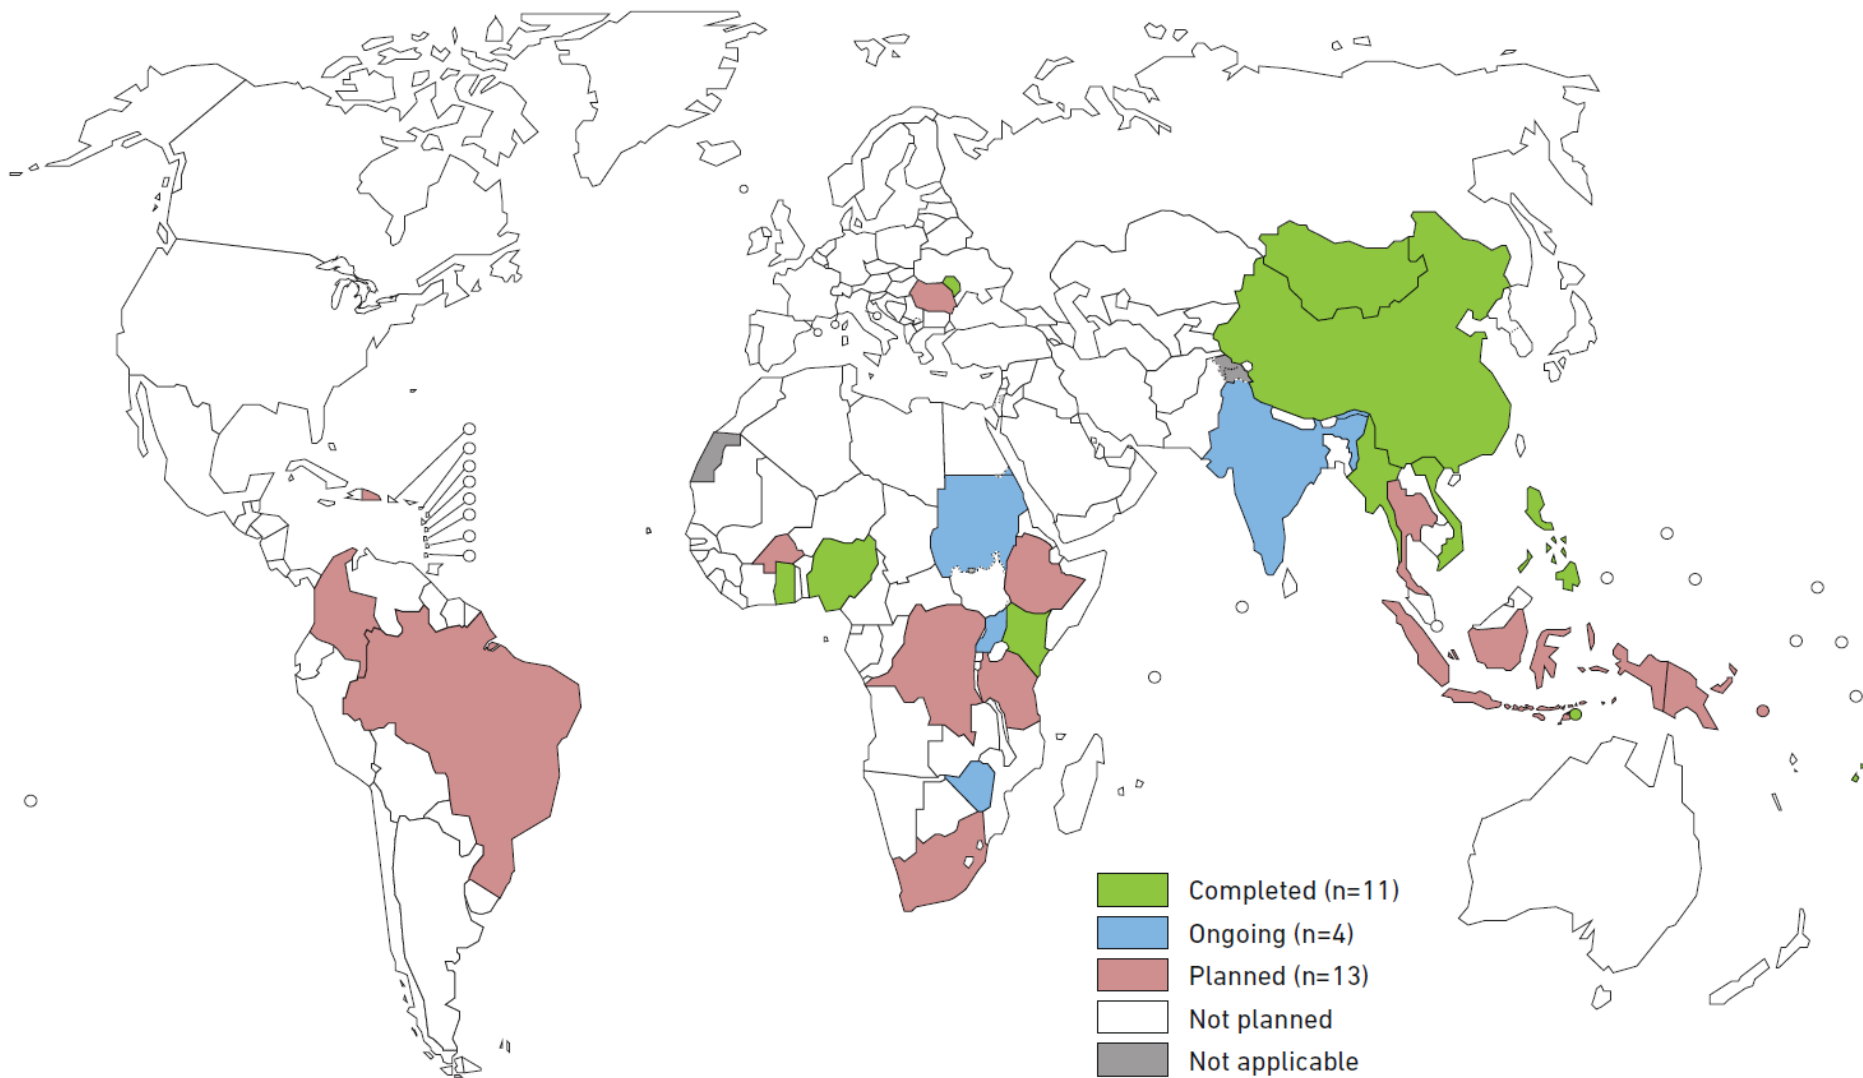 Completed (n=11)
Ongoing (n=4)
Planned (n=13)
Not planned
Not applicable